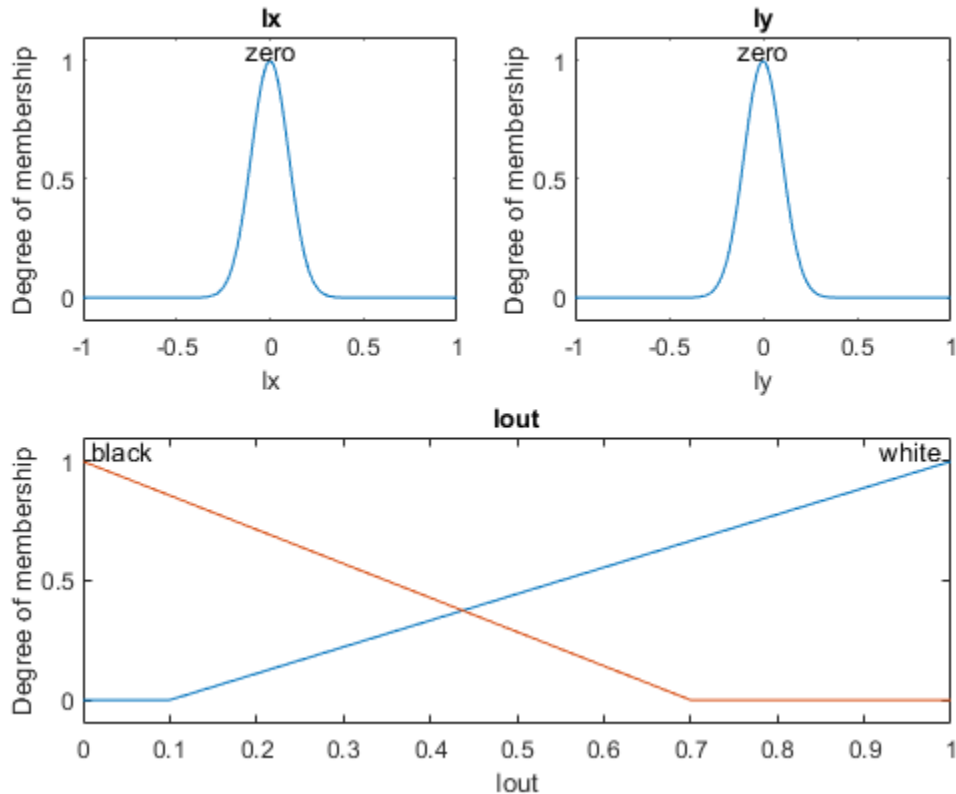 Ix
Iy
Degree of membership
1
0.5
0
zero
-1 -0.5 0 0.5 1
Ix
Degree of membership
1
0.5
0
zero
-1 -0.5 0 0.5 1
Iy
Iout
Degree of membership
1
0.5
0
black
white
0 0.1 0.2 0.3 0.4 0.5 0.6 0.7 0.8 0.9 1
Iout